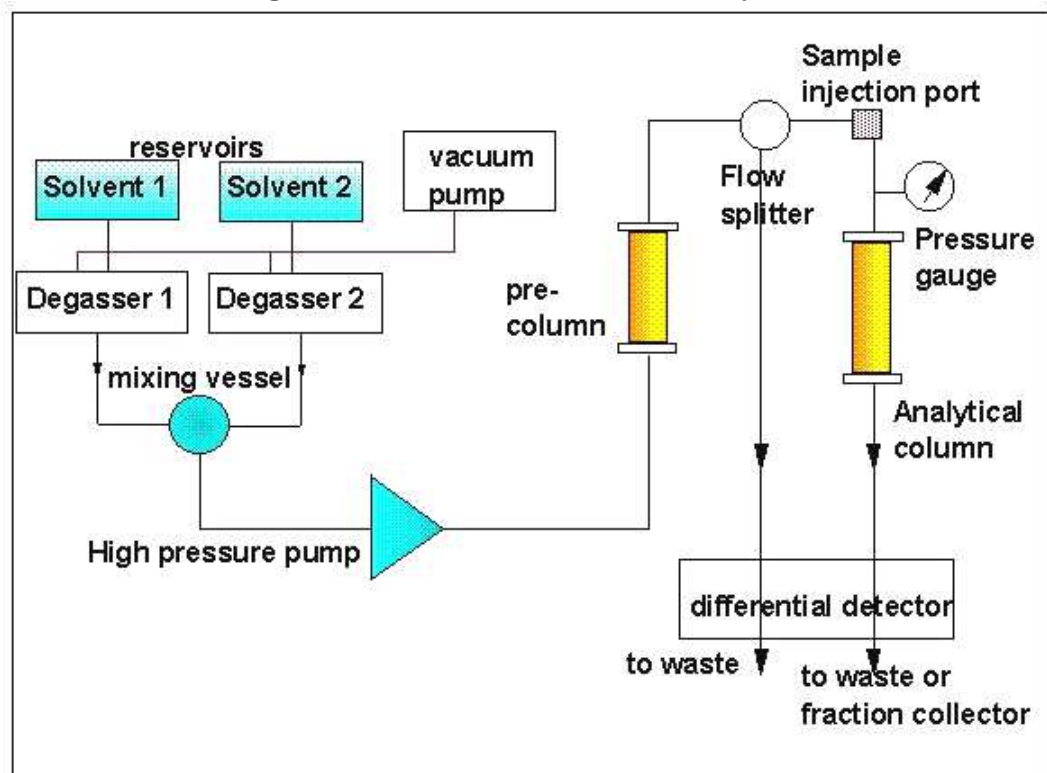 reservoirs
Solvent 1
Solvent 2
vacuum
pump
Degasser 1
Degasser 2
mixing vessel
High pressure pump
pre-
column
Sample
injection port
Flow
splitter
Pressure
gauge
Analytical
column
differential detector
to waste
to waste or
fraction collector